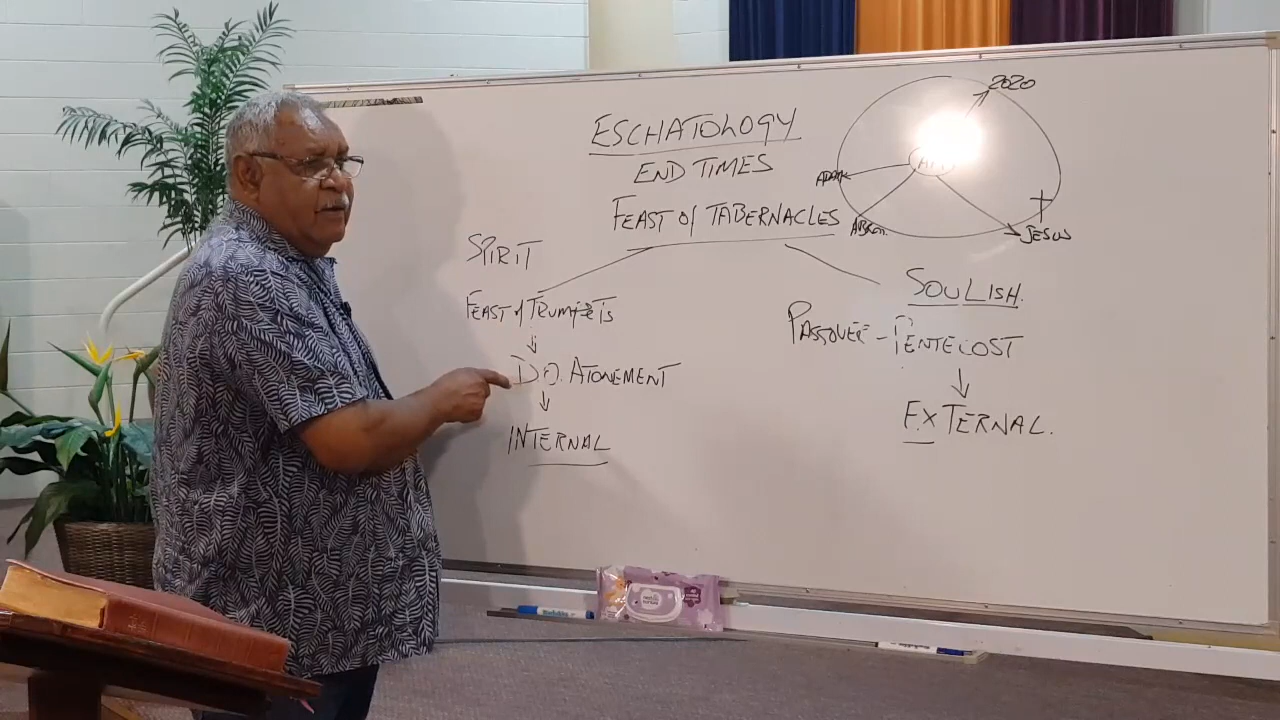 ESCHATOLOGY
END TIMES
FEAST of TABERNACLES
SPIRIT
FEAST of TRUMPETS
D.O. ATONEMENT
INTERNAL
SOULISH.
PASSOVER - PENTECOST
EXTERNAL.
2020
ADAM
JESUS